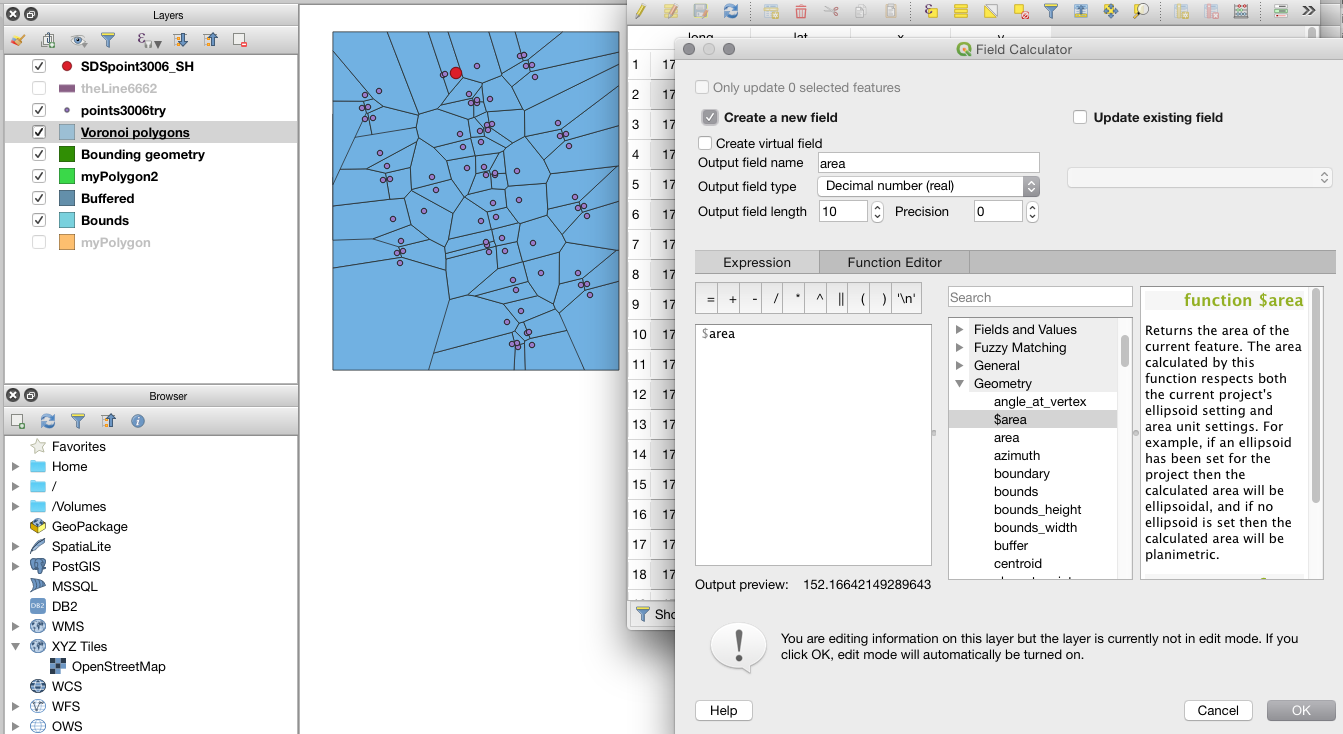 Layers
SDSpoint3006_SH
theLine6662
points3006try
Voronoi polygons
Bounding geometry
myPolygon2
Buffered
Bounds
myPolygon
Browser
Favorites
Home
/
/Volumes
GeoPackage
SpatiaLite
PostGIS
MSSQL
DB2
DB2
WMS
XYZ Tiles
OpenStreetMap
WCS
WFS
OWS
1 17
2 17
3 17
4 17
5 17
6 17
7 17
8 17
9 17
10 17
11 17
12 17
13 17
14 17
15 17
16 17
17 17
18 17
Sho
Field Calculator
Only update 0 selected features
Create a new field
Update existing field
Create virtual field
Output field name area
Output field type Decimal number (real)
Output field length 10 Precision 0
Expression Function Editor
= + - / * ^ || ( ) '\n'
$area
Output preview: 152.16642149289643
Search
Fields and Values
Fuzzy Matching
General
Geometry
angle_at_vertex
$area
area
azimuth
boundary
bounds
bounds_height
bounds_width
buffer
centroid
function $area
Returns the area of the
current feature. The area
calculated by this
function respects both
the current project's
ellipsoid setting and
area unit settings. For
example, if an ellipsoid
has been set for the
project then the
calculated area will be
ellipsoidal, and if no
ellipsoid is set then the
calculated area will be
planimetric.
You are editing information on this layer but the layer is currently not in edit mode. If you
click OK, edit mode will automatically be turned on.
Help Cancel OK